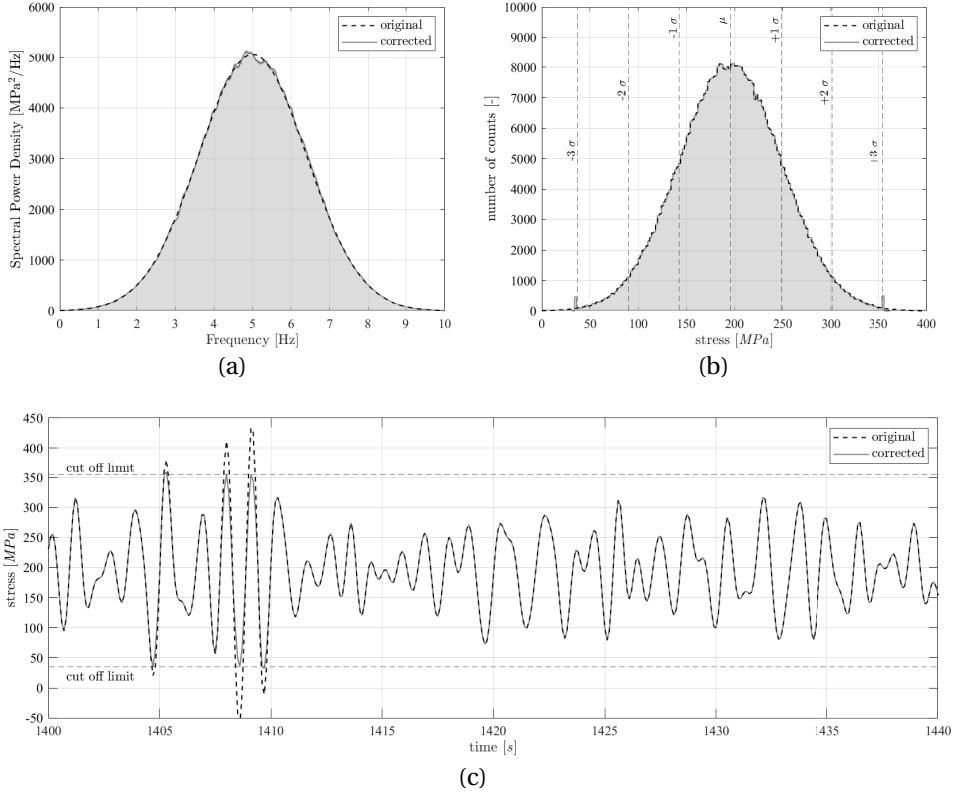 original
corrected
Spectral Power Density [MPa²/Hz]
6000
5000
4000
3000
2000
1000
0
0 1 2 3 4 5 6 7 8 9 10
Frequency [Hz]
(a)
original
corrected
number of counts [-]
10000
9000
8000
7000
6000
5000
4000
3000
2000
1000
0
-3 σ
-2 σ
-1 σ
μ
+1 σ
+2 σ
+3 σ
0 50 100 150 200 250 300 350 400
stress [MPa]
(b)
original
corrected
stress [MPa]
450
400
350
300
250
200
150
100
50
0
-50
cut off limit
cut off limit
1400 1405 1410 1415 1420 1425 1430 1435 1440
time [s]
(c)